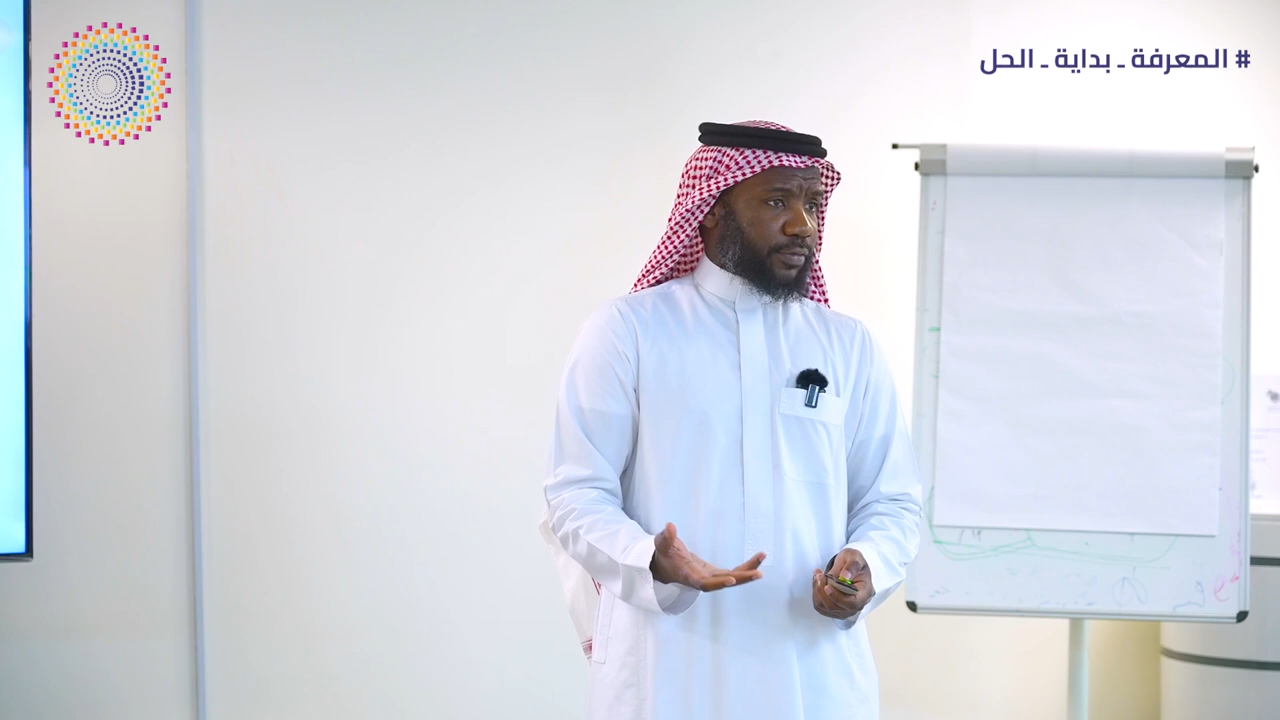 # المعرفة ـ بداية ـ الحل